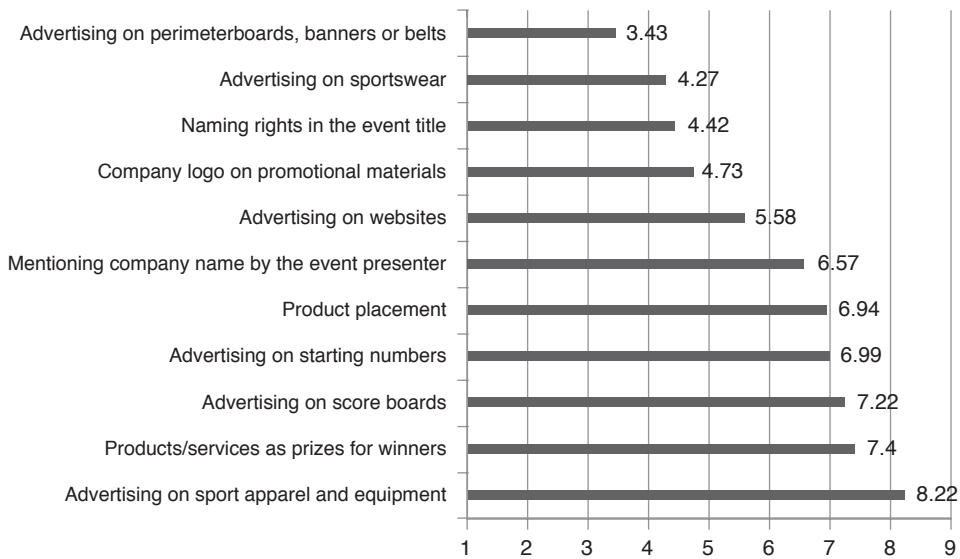 Advertising on perimeterboards, banners or belts 3.43
Advertising on sportswear 4.27
Naming rights in the event title 4.42
Company logo on promotional materials 4.73
Advertising on websites 5.58
Mentioning company name by the event presenter 6.57
Product placement 6.94
Advertising on starting numbers 6.99
Advertising on score boards 7.22
Products/services as prizes for winners 7.4
Advertising on sport apparel and equipment 8.22
1 2 3 4 5 6 7 8 9